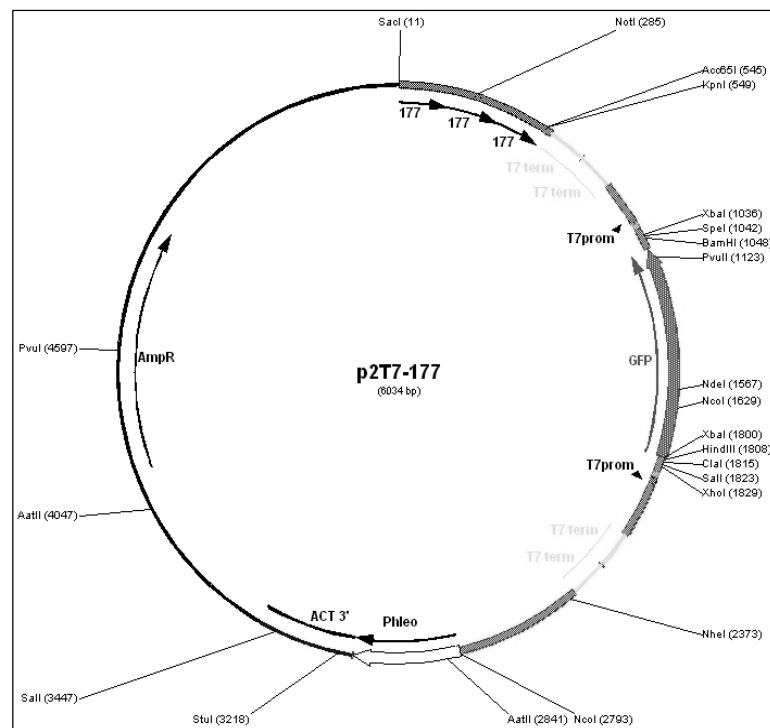 SacI (11)
NotI (285)
Acc65I (545)
KpnI (549)
177
177
177
T7 term
T7 term
XbaI (1036)
SpeI (1042)
BamHI (1048)
PvuII (1123)
T7prom
PvuI (4597)
AmpR
p2T7-177
(6034 bp)
GFP
NdeI (1567)
NcoI (1629)
XbaI (1800)
HindIII (1808)
ClaI (1815)
SalI (1823)
XhoI (1829)
T7prom
AatII (4047)
T7 term
T7 term
ACT 3'
Phleo
NheI (2373)
SalI (3447)
StuI (3218)
AatII (2841)
NcoI (2793)